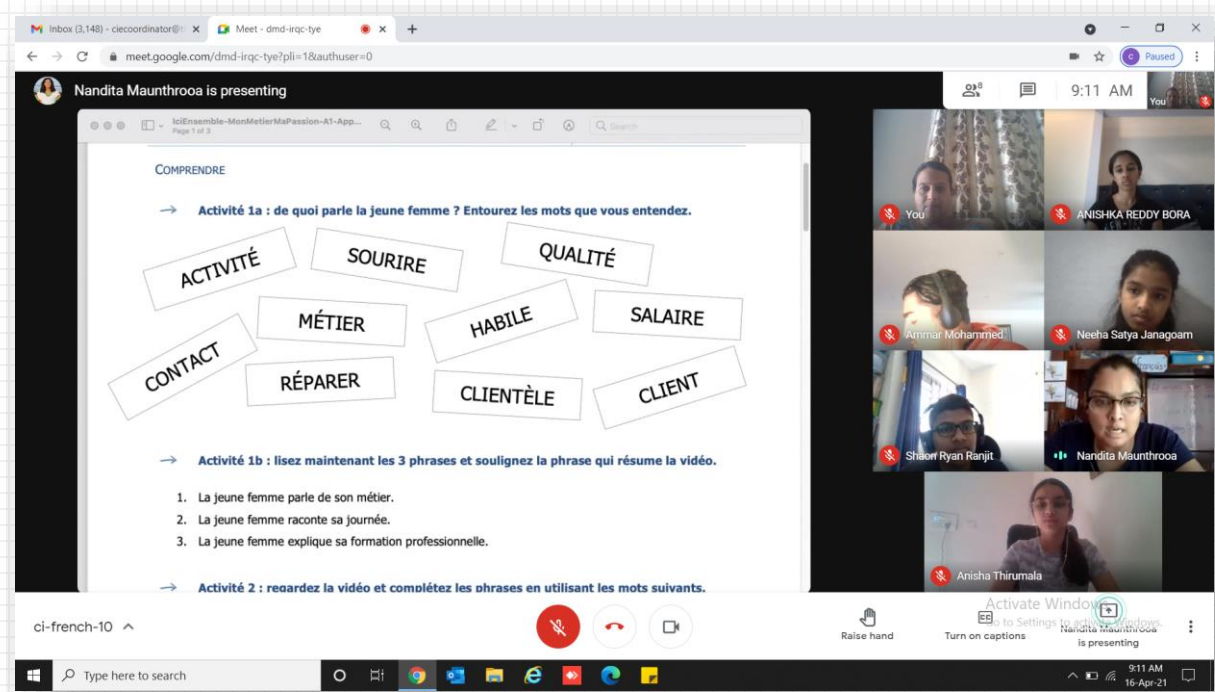 Inbox (3,148) - ciecoordinator@
Meet - dmd-irqc-tye
meet.google.com/dmd-irqc-tye?pli=1&authuser=0
Paused
Nandita Maunthrooa is presenting
8
9:11 AM
You
IciEnsemble-MonMetierMaPassion-A1-App...
Page 1 of 3
Search
COMPRENDRE
→ Activité 1a : de quoi parle la jeune femme ? Entourez les mots que vous entendez.
ACTIVITÉ
SOURIRE
QUALITÉ
MÉTIER
HABILE
SALAIRE
CONTACT
RÉPARER
CLIENTÈLE
CLIENT
→ Activité 1b : lisez maintenant les 3 phrases et soulignez la phrase qui résume la vidéo.
1. La jeune femme parle de son métier.
2. La jeune femme raconte sa journée.
3. La jeune femme explique sa formation professionnelle.
→ Activité 2 : regardez la vidéo et complétez les phrases en utilisant les mots suivants.
You
ANISHKA REDDY BORA
Ammar Mohammed
Neeha Satya Janagoam
Shaon Ryan Ranjit
Nandita Maunthrooa
Anisha Thirumala
ci-french-10
Raise hand
Turn on captions
Nandita Maunthrooa
is presenting
Activate Windows
Go to Settings to activate Windows.
Type here to search
9:11 AM
16-Apr-21